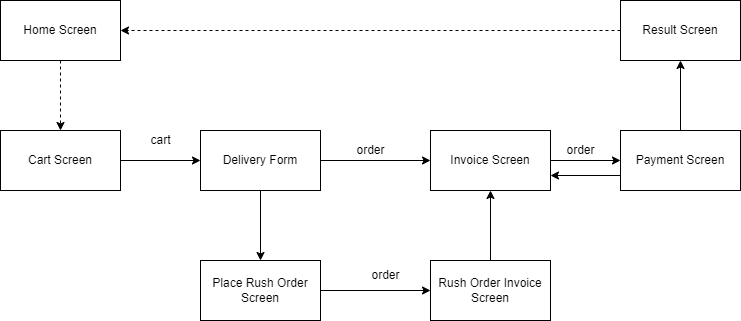 Home Screen
Result Screen
cart
order
order
Cart Screen
Delivery Form
Invoice Screen
Payment Screen
order
Place Rush Order
Screen
Rush Order Invoice
Screen